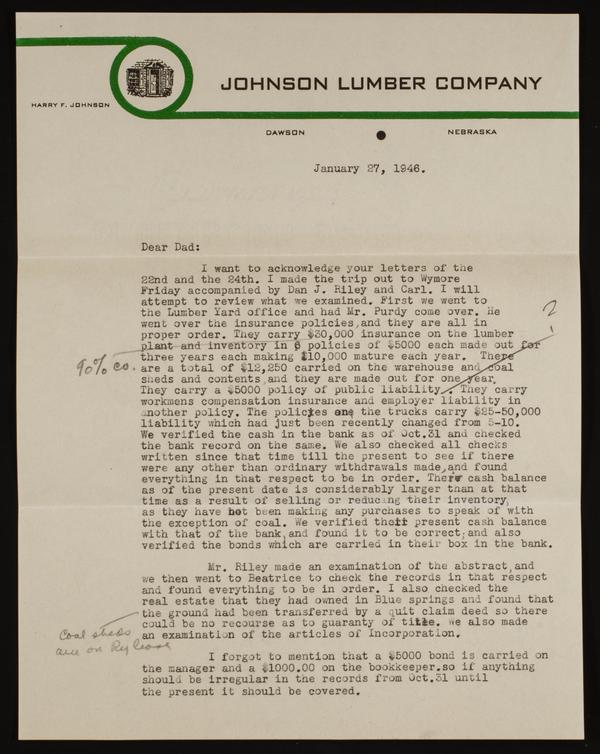 JOHNSON LUMBER COMPANY
HARRY F. JOHNSON
DAWSON NEBRASKA
January 27, 1946.
Dear Dad:
I want to acknowledge your letters of the
22nd and the 24th. I made the trip out to Wymore
Friday accompanied by Dan J. Riley and Carl. I will
attempt to review what we examined. First we went to
the Lumber Yard office and had Mr. Purdy come over. He
went over the insurance policies,and they are all in
proper order. They carry $30,000 insurance on the lumber
?
plant and inventory in 6 policies of $5000 each made out for
three years each making $10,000 mature each year. There
90% co.
are a total of $12,250 carried on the warehouse and coal
sheds and contents,and they are made out for one year.
They carry a $5000 policy of public liability. They carry
workmens compensation insurance and employer liability in
another policy. The policies and the trucks carry $25-50,000
liability which had just been recently changed from 5-10.
We verified the cash in the bank as of Oct.31 and checked
the bank record on the same. We also checked all checks
written since that time till the present to see if there
were any other than ordinary withdrawals made,and found
everything in that respect to be in order. Their cash balance
as of the present date is considerably larger than at that
time as a result of selling or reducing their inventory,
as they have not been making any purchases to speak of with
the exception of coal. We verified their present cash balance
with that of the bank,and found it to be correct,and also
verified the bonds which are carried in their box in the bank.
Mr. Riley made an examination of the abstract,and
we then went to Beatrice to check the records in that respect
and found everything to be in order. I also checked the
real estate that they had owned in Blue springs and found that
the ground had been transferred by a quit claim deed so there
could be no recourse as to guaranty of title. We also made
an examination of the articles of Incorporation.
Coal sheds
are on Ry lease
I forgot to mention that a $5000 bond is carried on
the manager and a $1000.00 on the bookkeeper.so if anything
should be irregular in the records from Oct.31 until
the present it should be covered.